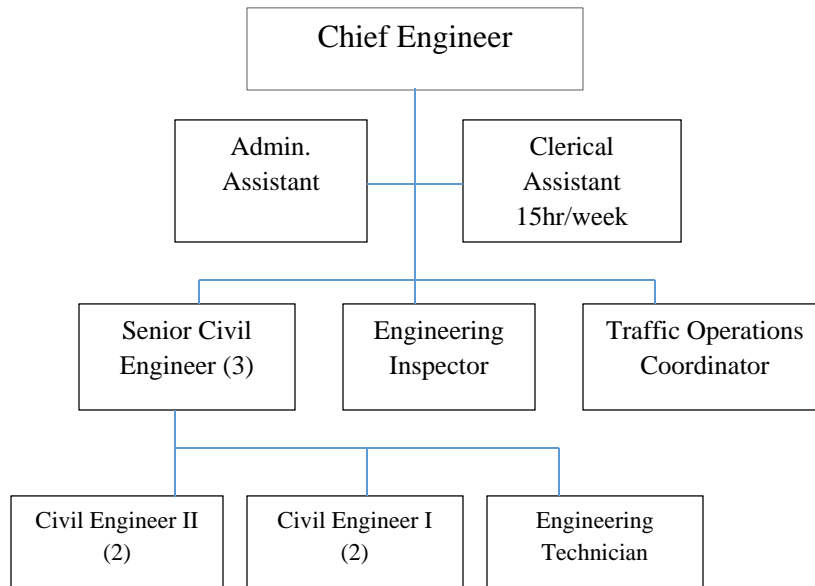 Chief Engineer
Admin.
Assistant
Clerical
Assistant
15hr/week
Senior Civil
Engineer (3)
Engineering
Inspector
Traffic Operations
Coordinator
Civil Engineer II
(2)
Civil Engineer I
(2)
Engineering
Technician